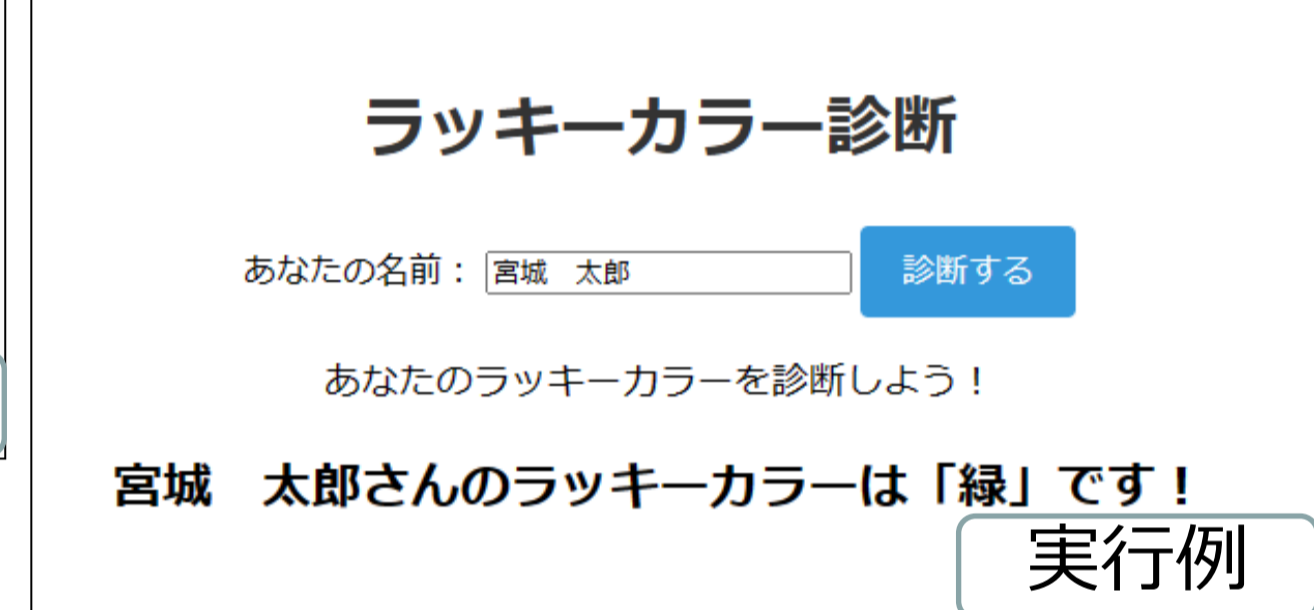 ラッキーカラー診断
あなたの名前： 宮城　太郎 診断する
あなたのラッキーカラーを診断しよう！
宮城　太郎さんのラッキーカラーは「緑」です！
実行例